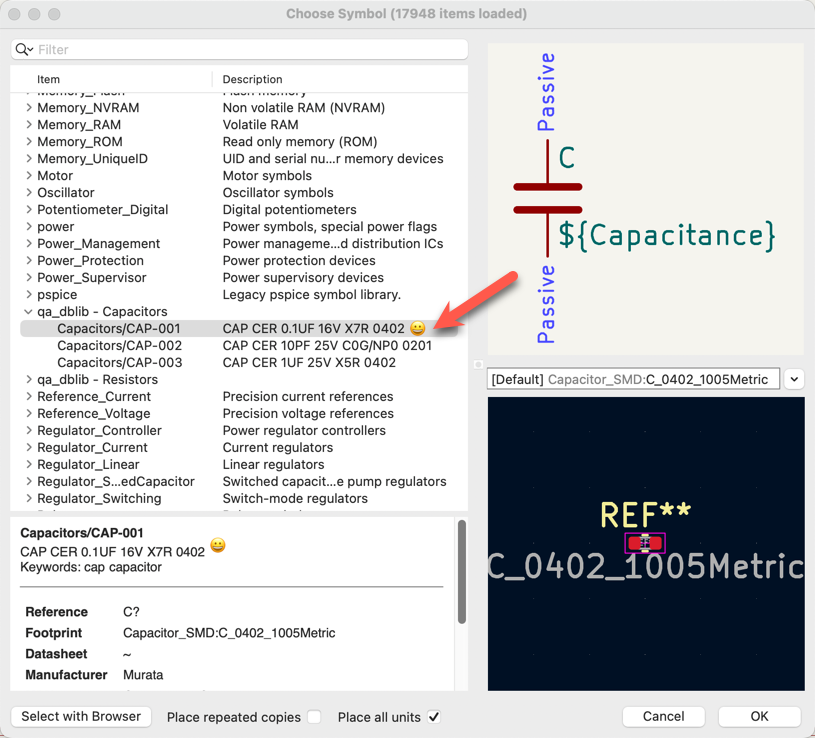 Choose Symbol (17948 items loaded)
Filter
Item Description
Memory_Flash Flash memory
Memory_NVRAM Non volatile RAM (NVRAM)
Memory_RAM Volatile RAM
Memory_ROM Read only memory (ROM)
Memory_UniqueID UID and serial nu...r memory devices
Motor Motor symbols
Oscillator Oscillator symbols
Potentiometer_Digital Digital potentiometers
power Power symbols, special power flags
Power_Management Power manageme...d distribution ICs
Power_Protection Power protection devices
Power_Supervisor Power supervisory devices
pspice Legacy pspice symbol library.
qa_dblib - Capacitors
Capacitors/CAP-001 CAP CER 0.1UF 16V X7R 0402 😀
Capacitors/CAP-002 CAP CER 10PF 25V C0G/NP0 0201
Capacitors/CAP-003 CAP CER 1UF 25V X5R 0402
qa_dblib - Resistors
Reference_Current Precision current references
Reference_Voltage Precision voltage references
Regulator_Controller Power regulator controllers
Regulator_Current Current regulators
Regulator_Linear Linear regulators
Regulator_S...edCapacitor Switched capacit...e pump regulators
Regulator_Switching Switch-mode regulators
Capacitors/CAP-001
CAP CER 0.1UF 16V X7R 0402 😀
Keywords: cap capacitor
Reference C?
Footprint Capacitor_SMD:C_0402_1005Metric
Datasheet ~
Manufacturer Murata
Passive
C
${Capacitance}
Passive
[Default] Capacitor_SMD:C_0402_1005Metric
REF**
C_0402_1005Metric
Select with Browser Place repeated copies Place all units Cancel OK